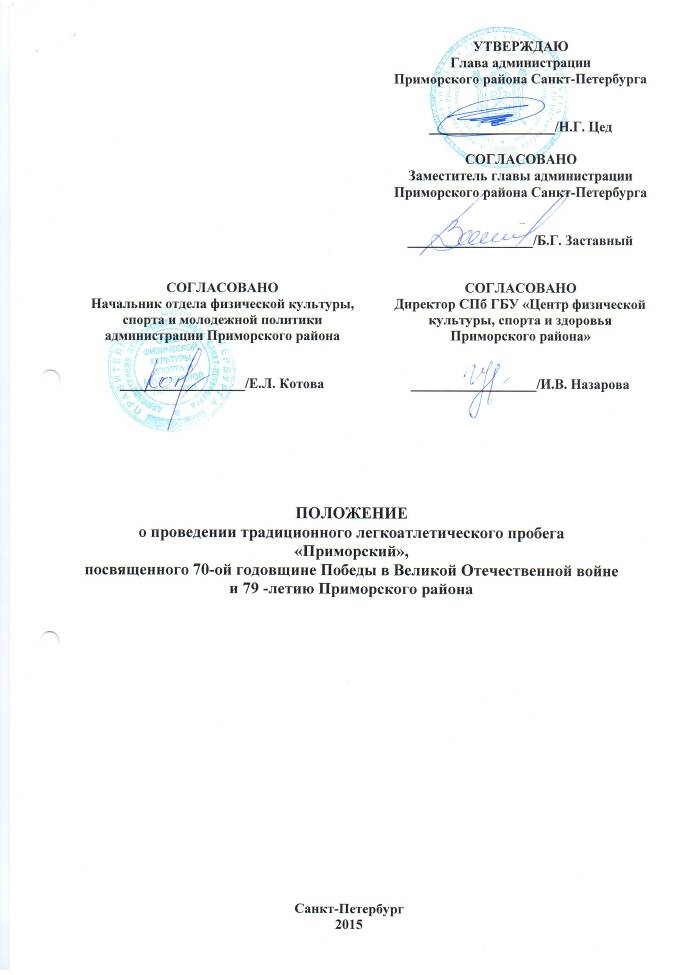 УТВЕРЖДАЮ
Глава администрации
Приморского района Санкт-Петербурга
/Н.Г. Цед
СОГЛАСОВАНО
Заместитель главы администрации
Приморского района Санкт-Петербурга
/Б.Г. Заставный
СОГЛАСОВАНО
Начальник отдела физической культуры,
спорта и молодежной политики
администрации Приморского района
/Е.Л. Котова
СОГЛАСОВАНО
Директор СПб ГБУ «Центр физической
культуры, спорта и здоровья
Приморского района»
/И.В. Назарова
ФИЗИЧЕСКОЙ
КУЛЬТУРЫ
ПОЛОЖЕНИЕ
о проведении традиционного легкоатлетического пробега
«Приморский»,
посвященного 70-ой годовщине Победы в Великой Отечественной войне
и 79 -летию Приморского района
Санкт-Петербург
2015